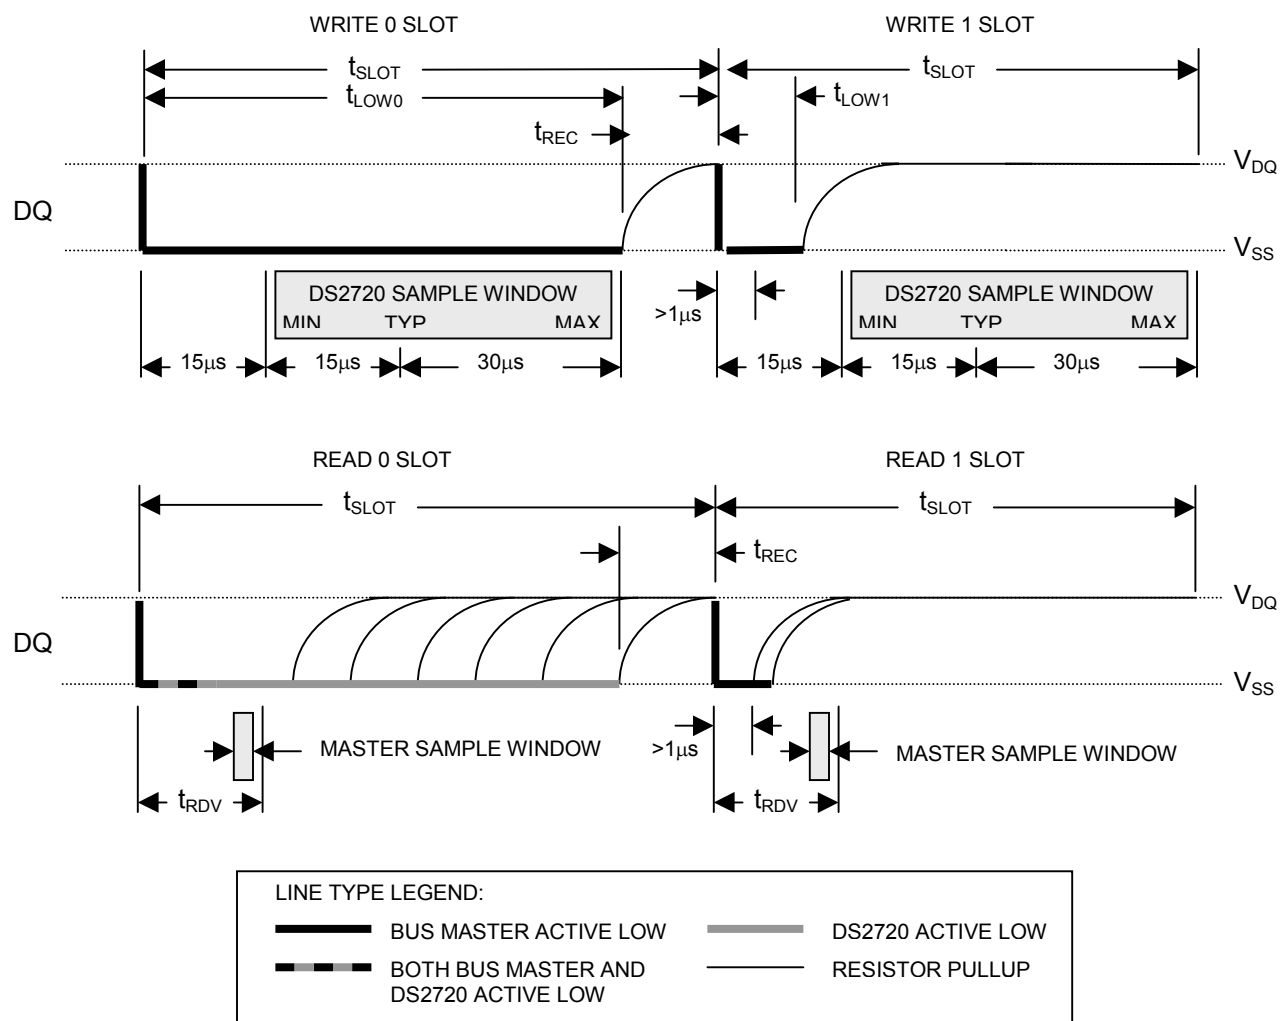 WRITE 0 SLOT WRITE 1 SLOT
tSLOT tSLOT
tLOW0 tLOW1
tREC
VDQ
DQ
VSS
DS2720 SAMPLE WINDOW >1μs DS2720 SAMPLE WINDOW
MIN TYP MAX MIN TYP MAX
15μs 15μs 30μs 15μs 15μs 30μs
READ 0 SLOT READ 1 SLOT
tSLOT tSLOT
tREC
VDQ
DQ
VSS
MASTER SAMPLE WINDOW >1μs MASTER SAMPLE WINDOW
tRDV tRDV
LINE TYPE LEGEND:
BUS MASTER ACTIVE LOW DS2720 ACTIVE LOW
BOTH BUS MASTER AND RESISTOR PULLUP
DS2720 ACTIVE LOW